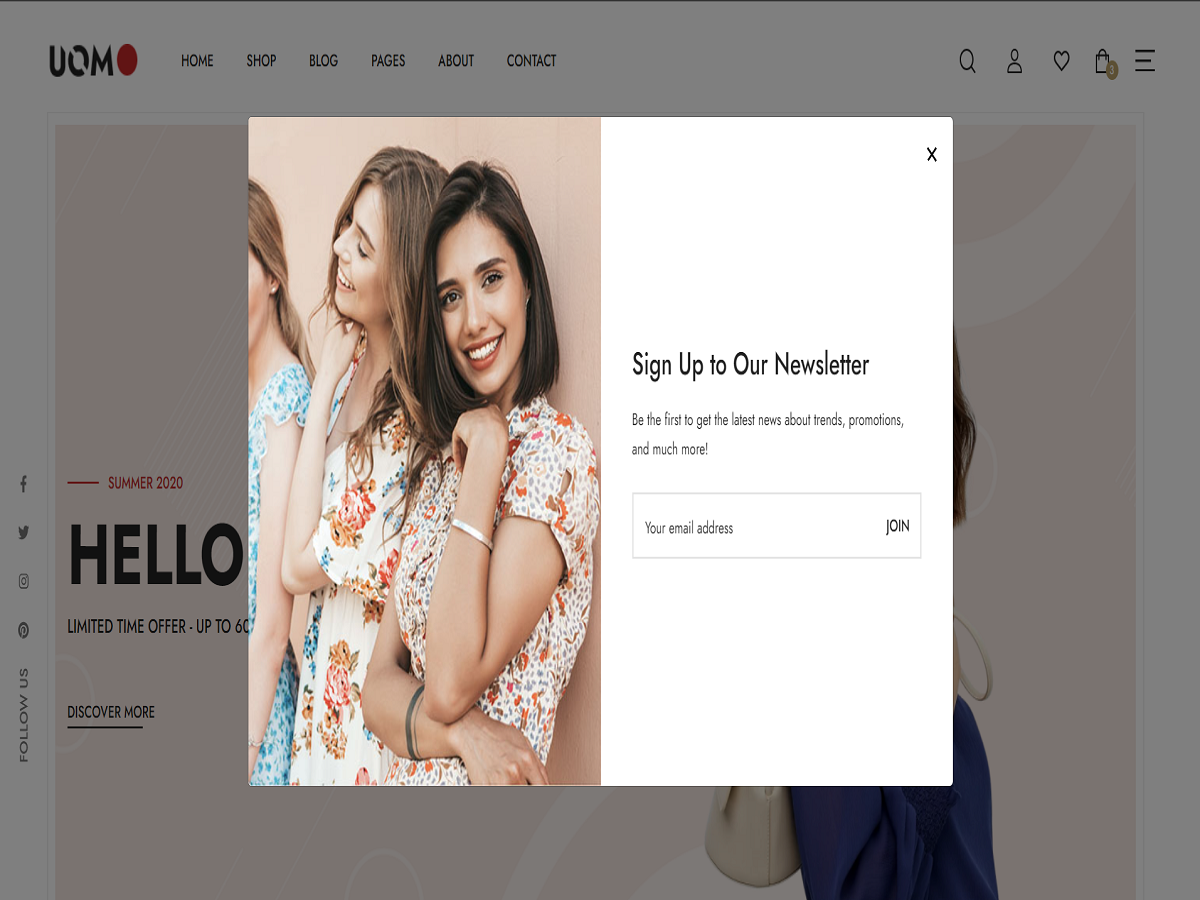 UOMO
HOME SHOP BLOG PAGES ABOUT CONTACT
3
X
Sign Up to Our Newsletter
Be the first to get the latest news about trends, promotions,
and much more!
Your email address JOIN
SUMMER 2020
HELLO
LIMITED TIME OFFER - UP TO 60
DISCOVER MORE
FOLLOW US